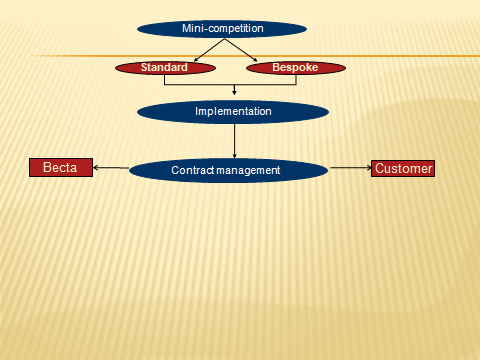 Mini-competition
Standard
Bespoke
Implementation
Contract management
Becta
Customer